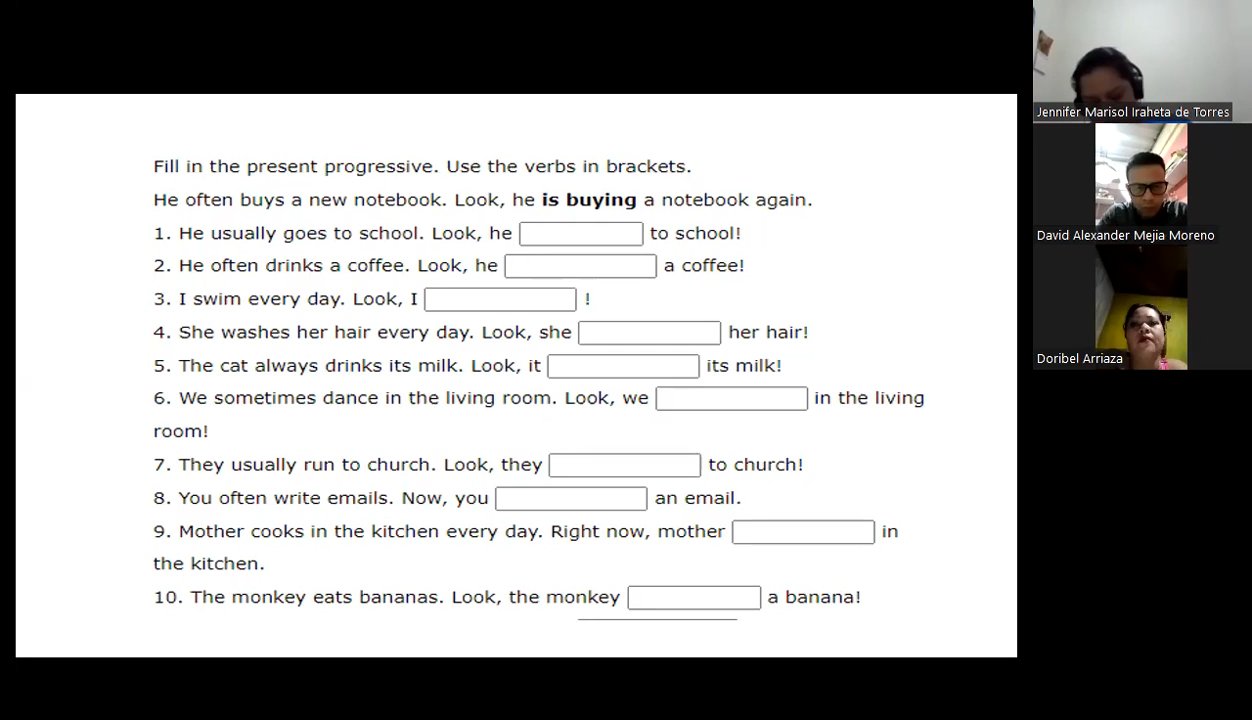 Fill in the present progressive. Use the verbs in brackets.
He often buys a new notebook. Look, he is buying a notebook again.
1. He usually goes to school. Look, he to school!
2. He often drinks a coffee. Look, he a coffee!
3. I swim every day. Look, I !
4. She washes her hair every day. Look, she her hair!
5. The cat always drinks its milk. Look, it its milk!
6. We sometimes dance in the living room. Look, we in the living
room!
7. They usually run to church. Look, they to church!
8. You often write emails. Now, you an email.
9. Mother cooks in the kitchen every day. Right now, mother in
the kitchen.
10. The monkey eats bananas. Look, the monkey a banana!
Jennifer Marisol Iraheta de Torres
David Alexander Mejia Moreno
Doribel Arriaza